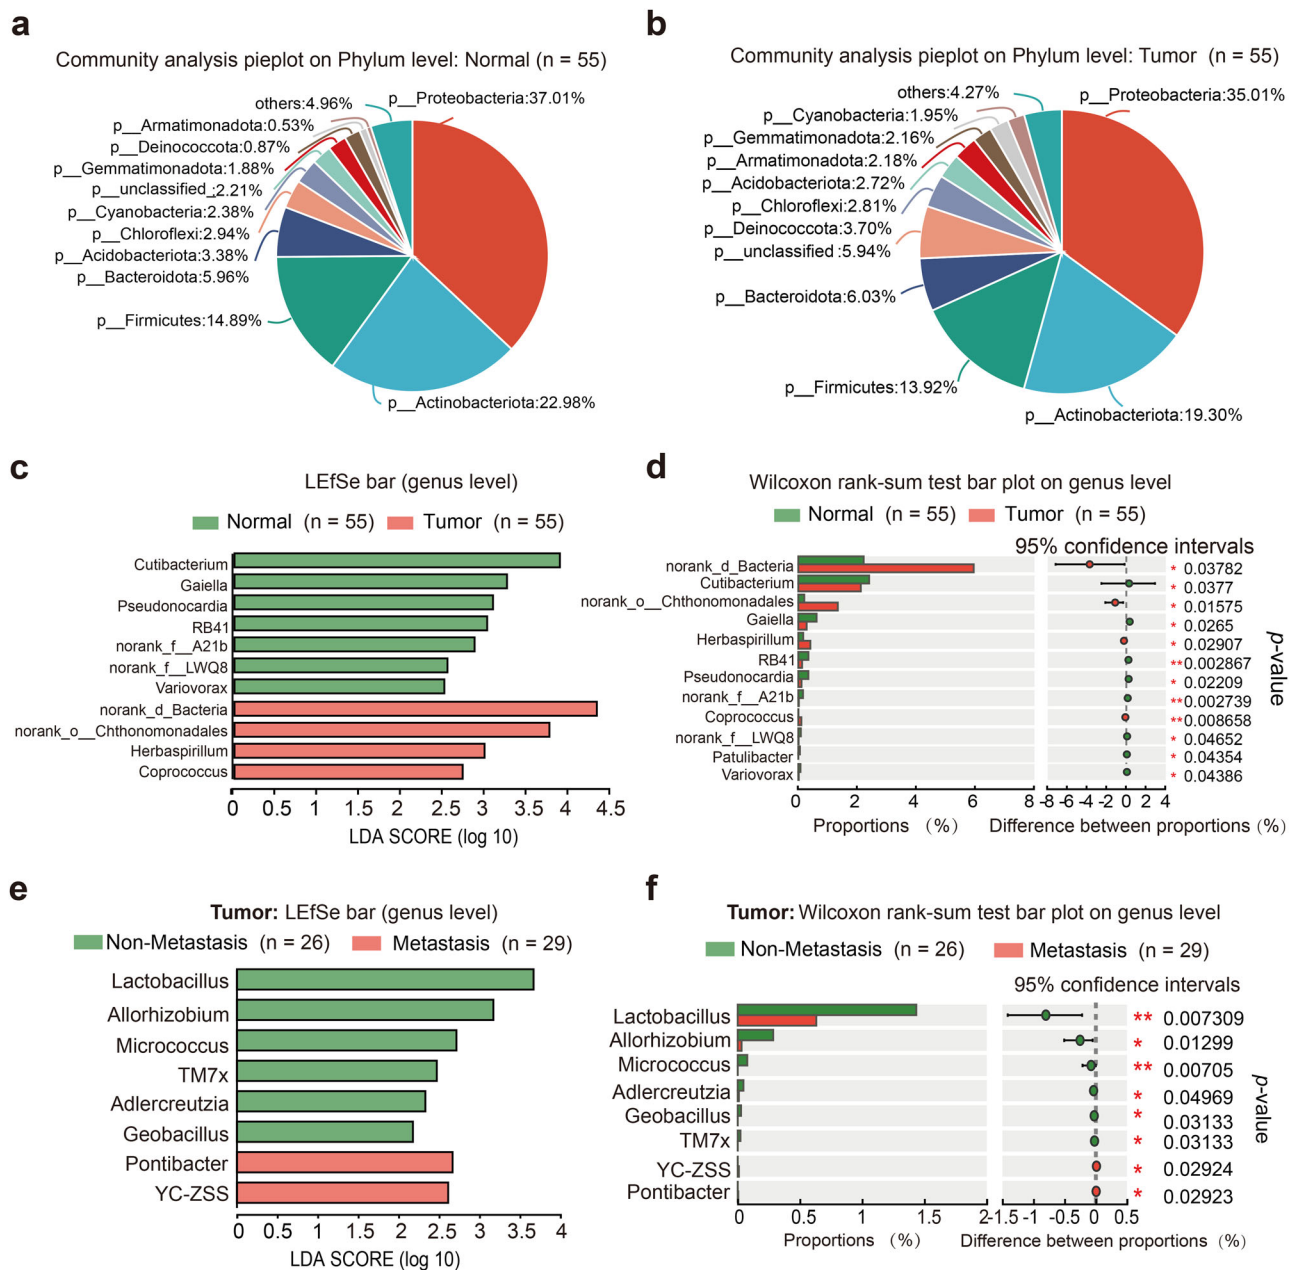 a
Community analysis pieplot on Phylum level: Normal (n = 55)
others:4.96%
p__Proteobacteria:37.01%
p__Armatimonadota:0.53%
p__Deinococcota:0.87%
p__Gemmatimonadota:1.88%
p__unclassified_:2.21%
p__Cyanobacteria:2.38%
p__Chloroflexi:2.94%
p__Acidobacteriota:3.38%
p__Bacteroidota:5.96%
p__Firmicutes:14.89%
p__Actinobacteriota:22.98%
b
Community analysis pieplot on Phylum level: Tumor (n = 55)
others:4.27%
p__Proteobacteria:35.01%
p__Cyanobacteria:1.95%
p__Gemmatimonadota:2.16%
p__Armatimonadota:2.18%
p__Acidobacteriota:2.72%
p__Chloroflexi:2.81%
p__Deinococcota:3.70%
p__unclassified :5.94%
p__Bacteroidota:6.03%
p__Firmicutes:13.92%
p__Actinobacteriota:19.30%
c
LEfSe bar (genus level)
Normal (n = 55) Tumor (n = 55)
Cutibacterium
Gaiella
Pseudonocardia
RB41
norank_f__A21b
norank_f__LWQ8
Variovorax
norank_d_Bacteria
norank_o__Chthonomonadales
Herbaspirillum
Coprococcus
0 0.5 1 1.5 2 2.5 3 3.5 4 4.5
LDA SCORE (log 10)
d
Wilcoxon rank-sum test bar plot on genus level
Normal (n = 55) Tumor (n = 55)
95% confidence intervals
norank_d_Bacteria * 0.03782
Cutibacterium * 0.0377
norank_o__Chthonomonadales * 0.01575
Gaiella * 0.0265
Herbaspirillum * 0.02907
RB41 ** 0.002867
Pseudonocardia * 0.02209
norank_f__A21b ** 0.002739
Coprococcus ** 0.008658
norank_f__LWQ8 * 0.04652
Patulibacter * 0.04354
Variovorax * 0.04386
p-value
0 2 4 6 8 -8 -6 -4 -2 0 2 4
Proportions (%) Difference between proportions (%)
e
Tumor: LEfSe bar (genus level)
Non-Metastasis (n = 26) Metastasis (n = 29)
Lactobacillus
Allorhizobium
Micrococcus
TM7x
Adlercreutzia
Geobacillus
Pontibacter
YC-ZSS
0 0.5 1 1.5 2 2.5 3 3.5 4
LDA SCORE (log 10)
f
Tumor: Wilcoxon rank-sum test bar plot on genus level
Non-Metastasis (n = 26) Metastasis (n = 29)
95% confidence intervals
Lactobacillus ** 0.007309
Allorhizobium * 0.01299
Micrococcus ** 0.00705
Adlercreutzia * 0.04969
Geobacillus * 0.03133
TM7x * 0.03133
YC-ZSS * 0.02924
Pontibacter * 0.02923
p-value
0 0.5 1 1.5 2 -1.5 -1 -0.5 0 0.5
Proportions (%) Difference between proportions (%)